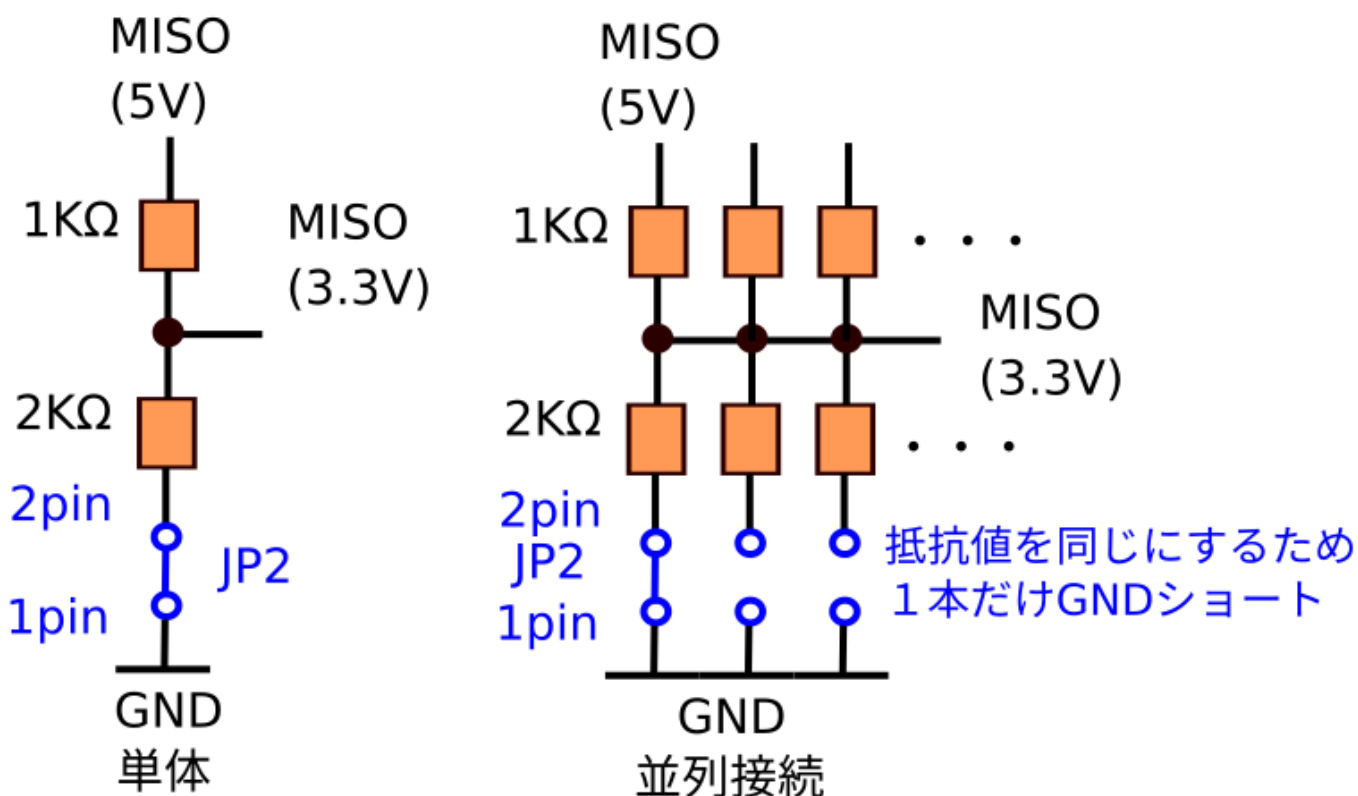 MISO
(5V)
1KΩ
MISO
(3.3V)
2KΩ
2pin
JP2
1pin
GND
単体
MISO
(5V)
1KΩ
・・・
MISO
(3.3V)
2KΩ
・・・
2pin
JP2
1pin
抵抗値を同じにするため
１本だけGNDショート
GND
並列接続